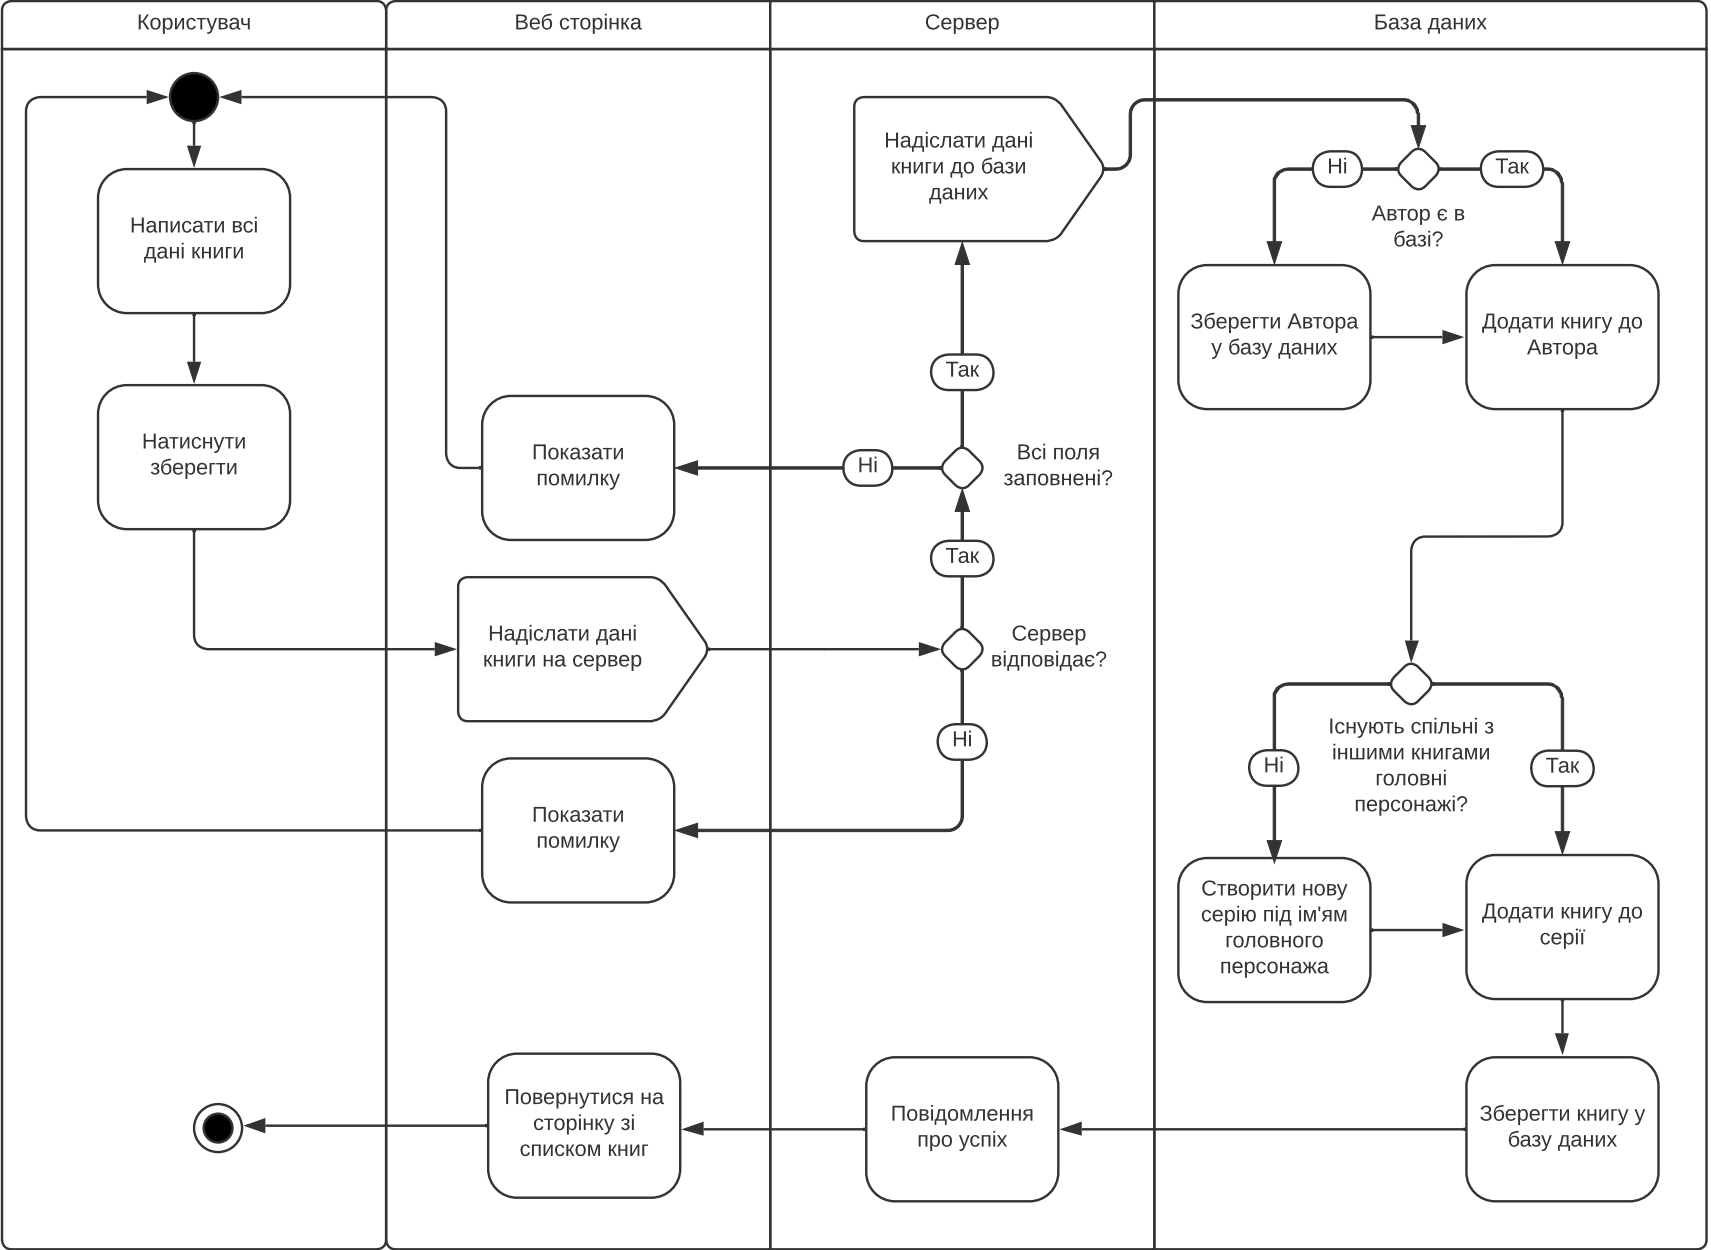 Користувач
Веб сторінка
Сервер
База даних
Написати всі
дані книги
Натиснути
зберегти
Показати
помилку
Надіслати дані
книги на сервер
Показати
помилку
Повернутися на
сторінку зі
списком книг
Надіслати дані
книги до бази
даних
Так
Ні
Всі поля
заповнені?
Так
Сервер
відповідає?
Ні
Повідомлення
про успіх
Ні
Так
Автор є в
базі?
Зберегти Автора
у базу даних
Додати книгу до
Автора
Існують спільні з
іншими книгами
головні
персонажі?
Ні
Так
Створити нову
серію під ім'ям
головного
персонажа
Додати книгу до
серії
Зберегти книгу у
базу даних